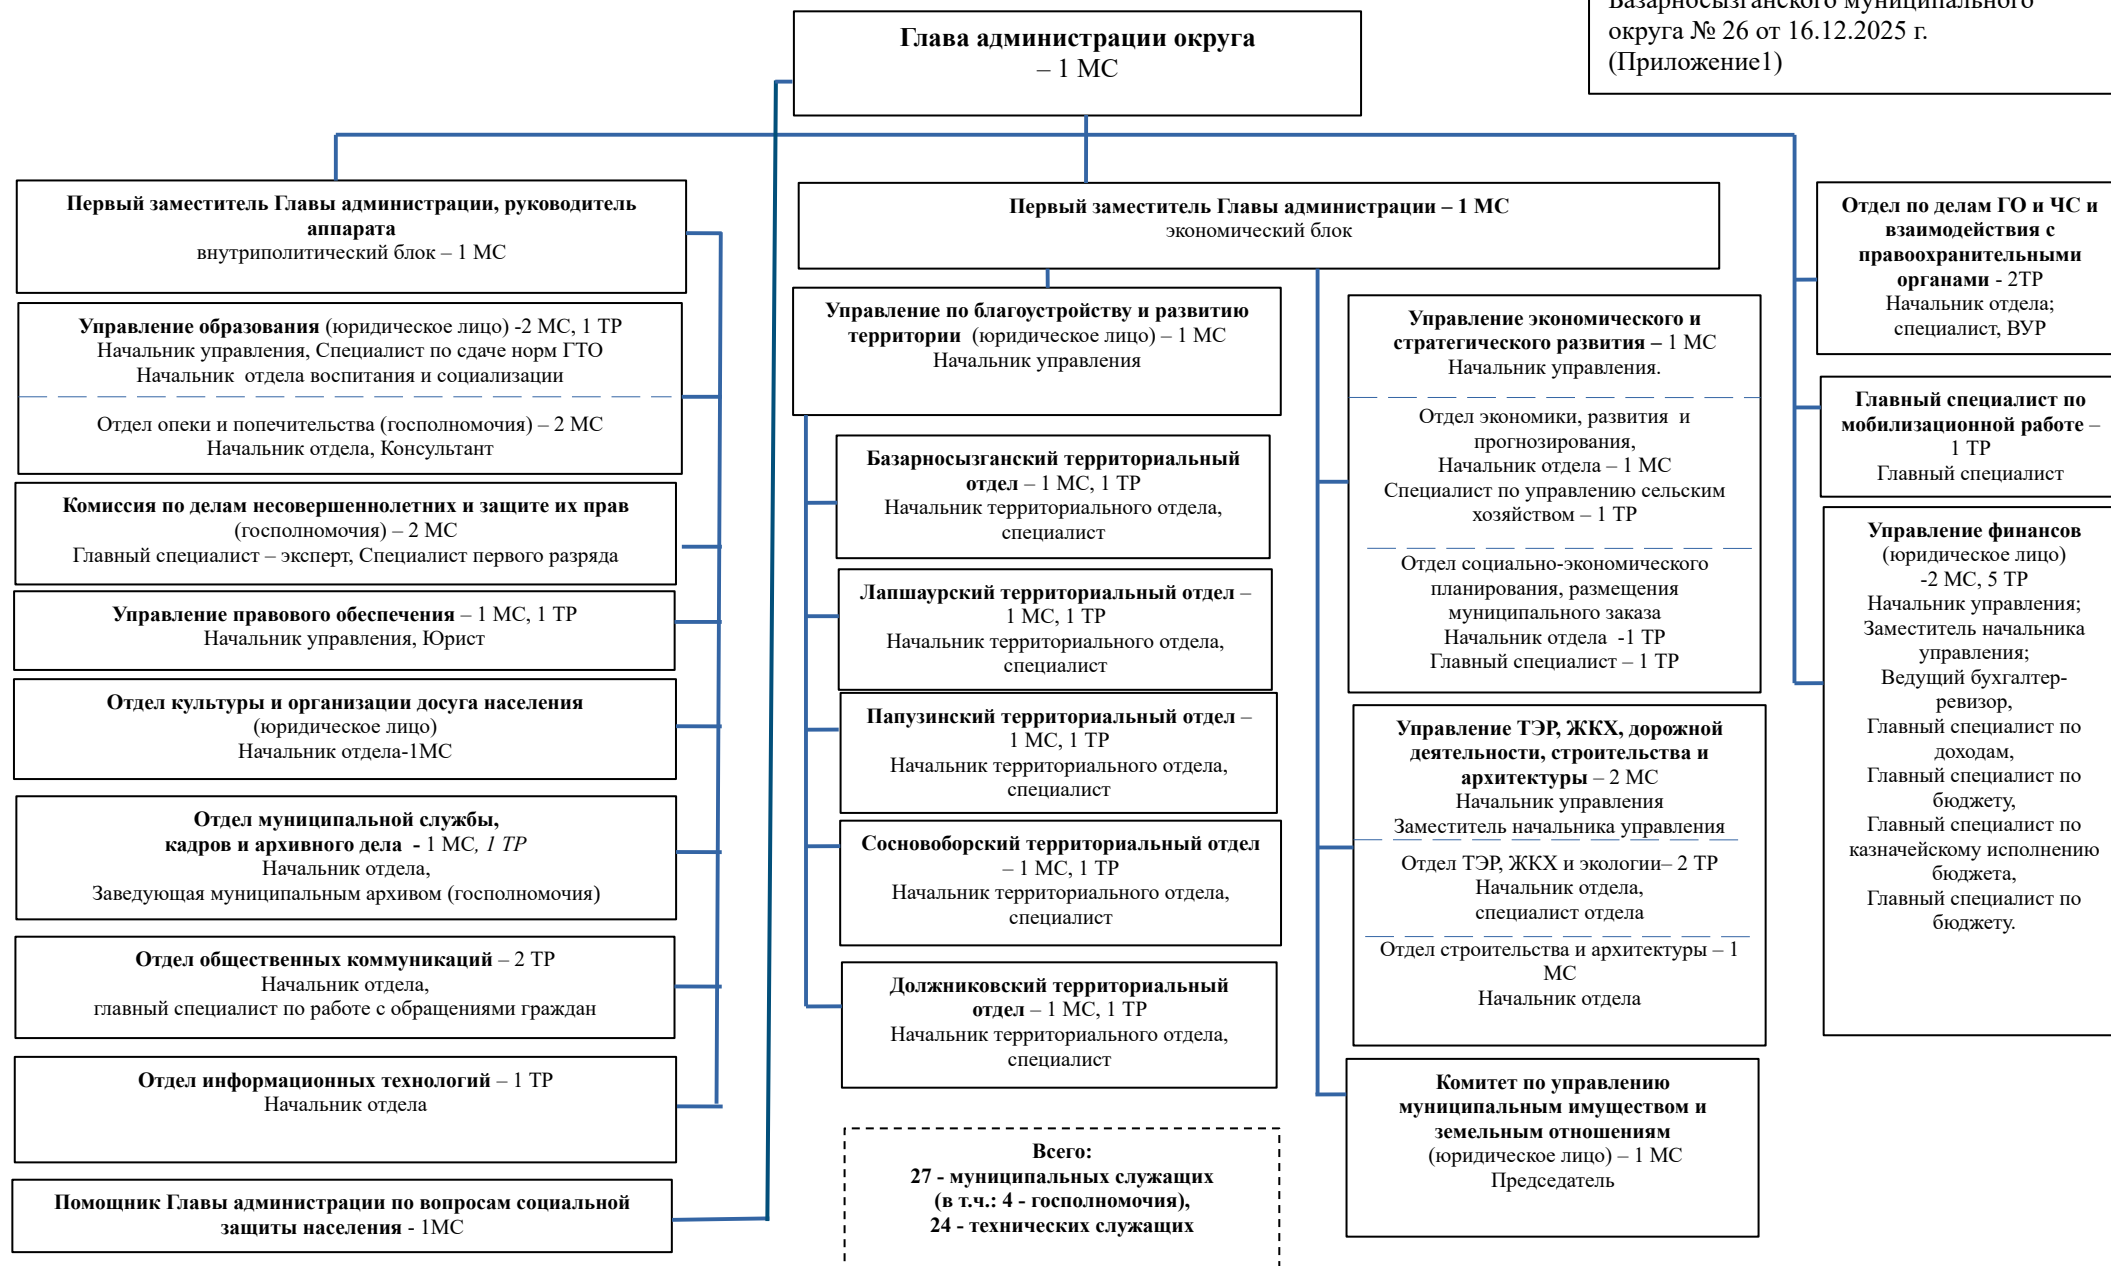 Базарносызганского муниципального
округа № 26 от 16.12.2025 г.
(Приложение1)
Глава администрации округа
– 1 МС
Первый заместитель Главы администрации, руководитель
аппарата
внутриполитический блок – 1 МС
Управление образования (юридическое лицо) -2 МС, 1 ТР
Начальник управления, Специалист по сдаче норм ГТО
Начальник отдела воспитания и социализации
Отдел опеки и попечительства (госполномочия) – 2 МС
Начальник отдела, Консультант
Комиссия по делам несовершеннолетних и защите их прав
(госполномочия) – 2 МС
Главный специалист – эксперт, Специалист первого разряда
Управление правового обеспечения – 1 МС, 1 ТР
Начальник управления, Юрист
Отдел культуры и организации досуга населения
(юридическое лицо)
Начальник отдела-1МС
Отдел муниципальной службы,
кадров и архивного дела - 1 МС, 1 ТР
Начальник отдела,
Заведующая муниципальным архивом (госполномочия)
Отдел общественных коммуникаций – 2 ТР
Начальник отдела,
главный специалист по работе с обращениями граждан
Отдел информационных технологий – 1 ТР
Начальник отдела
Помощник Главы администрации по вопросам социальной
защиты населения - 1МС
Первый заместитель Главы администрации – 1 МС
экономический блок
Управление по благоустройству и развитию
территории (юридическое лицо) – 1 МС
Начальник управления
Базарносызганский территориальный
отдел – 1 МС, 1 ТР
Начальник территориального отдела,
специалист
Лапшаурский территориальный отдел –
1 МС, 1 ТР
Начальник территориального отдела,
специалист
Папузинский территориальный отдел –
1 МС, 1 ТР
Начальник территориального отдела,
специалист
Сосновоборский территориальный отдел
– 1 МС, 1 ТР
Начальник территориального отдела,
специалист
Должниковский территориальный
отдел – 1 МС, 1 ТР
Начальник территориального отдела,
специалист
Всего:
27 - муниципальных служащих
(в т.ч.: 4 - госполномочия),
24 - технических служащих
Управление экономического и
стратегического развития – 1 МС
Начальник управления.
Отдел экономики, развития и
прогнозирования,
Начальник отдела – 1 МС
Специалист по управлению сельским
хозяйством – 1 ТР
Отдел социально-экономического
планирования, размещения
муниципального заказа
Начальник отдела -1 ТР
Главный специалист – 1 ТР
Управление ТЭР, ЖКХ, дорожной
деятельности, строительства и
архитектуры – 2 МС
Начальник управления
Заместитель начальника управления
Отдел ТЭР, ЖКХ и экологии– 2 ТР
Начальник отдела,
специалист отдела
Отдел строительства и архитектуры – 1
МС
Начальник отдела
Комитет по управлению
муниципальным имуществом и
земельным отношениям
(юридическое лицо) – 1 МС
Председатель
Отдел по делам ГО и ЧС и
взаимодействия с
правоохранительными
органами - 2ТР
Начальник отдела;
специалист, ВУР
Главный специалист по
мобилизационной работе –
1 ТР
Главный специалист
Управление финансов
(юридическое лицо)
-2 МС, 5 ТР
Начальник управления;
Заместитель начальника
управления;
Ведущий бухгалтер-
ревизор,
Главный специалист по
доходам,
Главный специалист по
бюджету,
Главный специалист по
казначейскому исполнению
бюджета,
Главный специалист по
бюджету.